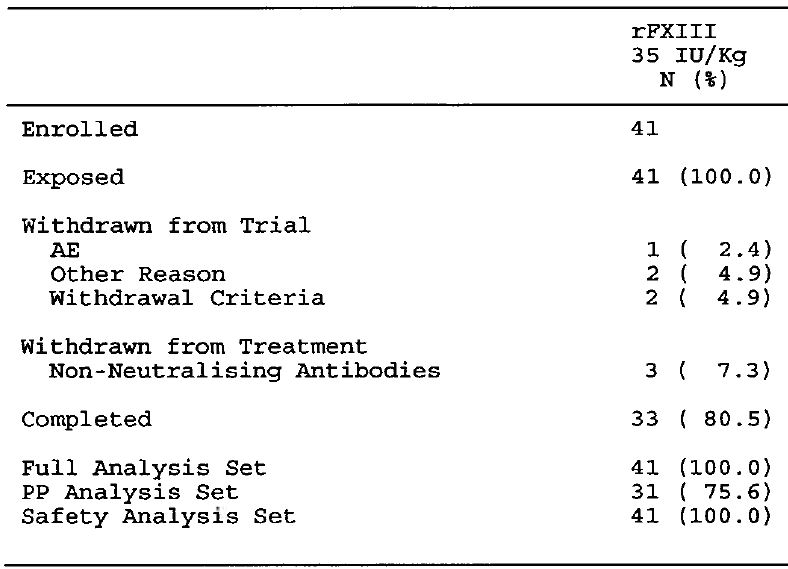 rFXIII
35 IU/Kg
N (%)
Enrolled 41
Exposed 41 (100.0)
Withdrawn from Trial
AE 1 ( 2.4)
Other Reason 2 ( 4.9)
Withdrawal Criteria 2 ( 4.9)
Withdrawn from Treatment
Non-Neutralising Antibodies 3 ( 7.3)
Completed 33 ( 80.5)
Full Analysis Set 41 (100.0)
PP Analysis Set 31 ( 75.6)
Safety Analysis Set 41 (100.0)